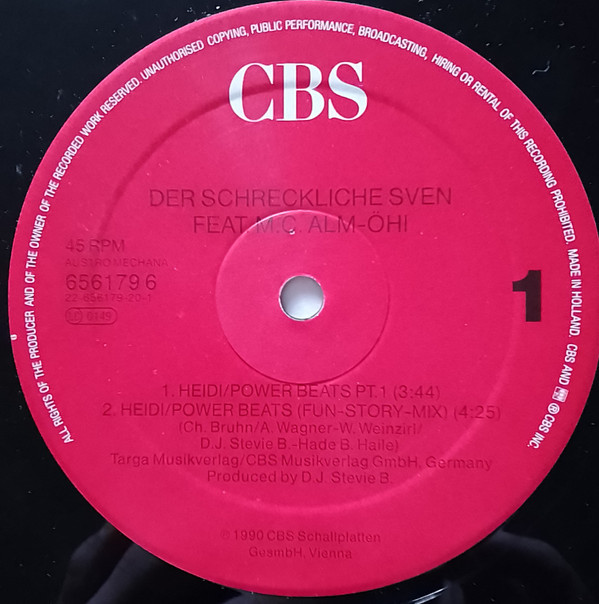 ALL RIGHTS OF THE PRODUCER AND OF THE OWNER OF THE RECORDED WORK RESERVED. UNAUTHORISED COPYING, PUBLIC PERFORMANCE, BROADCASTING, HIRING OR RENTAL OF THIS RECORDING PROHIBITED. MADE IN HOLLAND. CBS AND ℗ CBS INC.
CBS
DER SCHRECKLICHE SVEN
FEAT. M.C. ALM-ÖHI
45 RPM
AUSTRO MECHANA
656179 6
22-656179-20-1
LC 0149
1
1. HEIDI/POWER BEATS PT.1 (3:44)
2. HEIDI/POWER BEATS (FUN-STORY-MIX) (4:25)
(Ch. Bruhn/A. Wagner-W. Weinzirl/
D.J. Stevie B.-Hade B. Haile)
Targa Musikverlag/CBS Musikverlag GmbH, Germany
Produced by D.J. Stevie B.
℗ 1990 CBS Schallplatten
GesmbH, Vienna